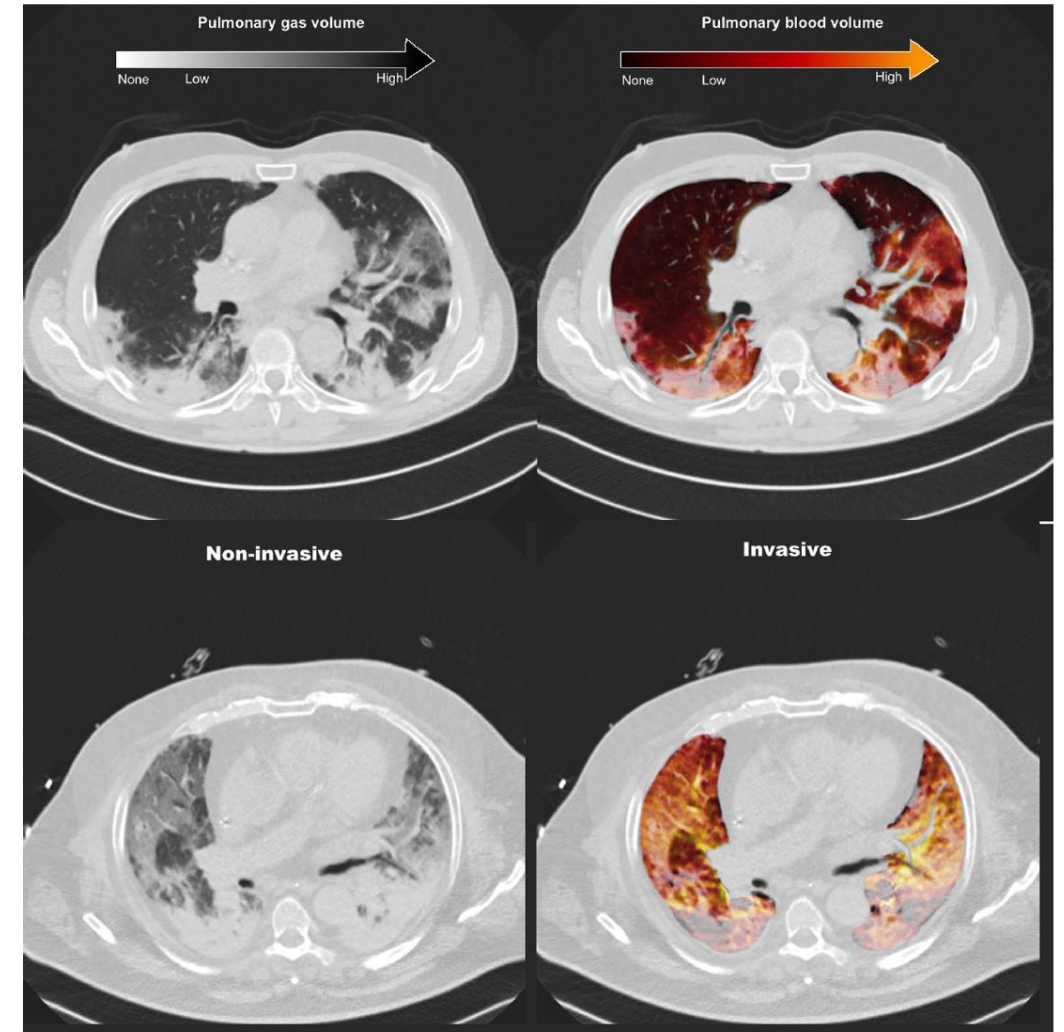 Pulmonary gas volume
None Low High
Pulmonary blood volume
None Low High
Non-invasive
Invasive